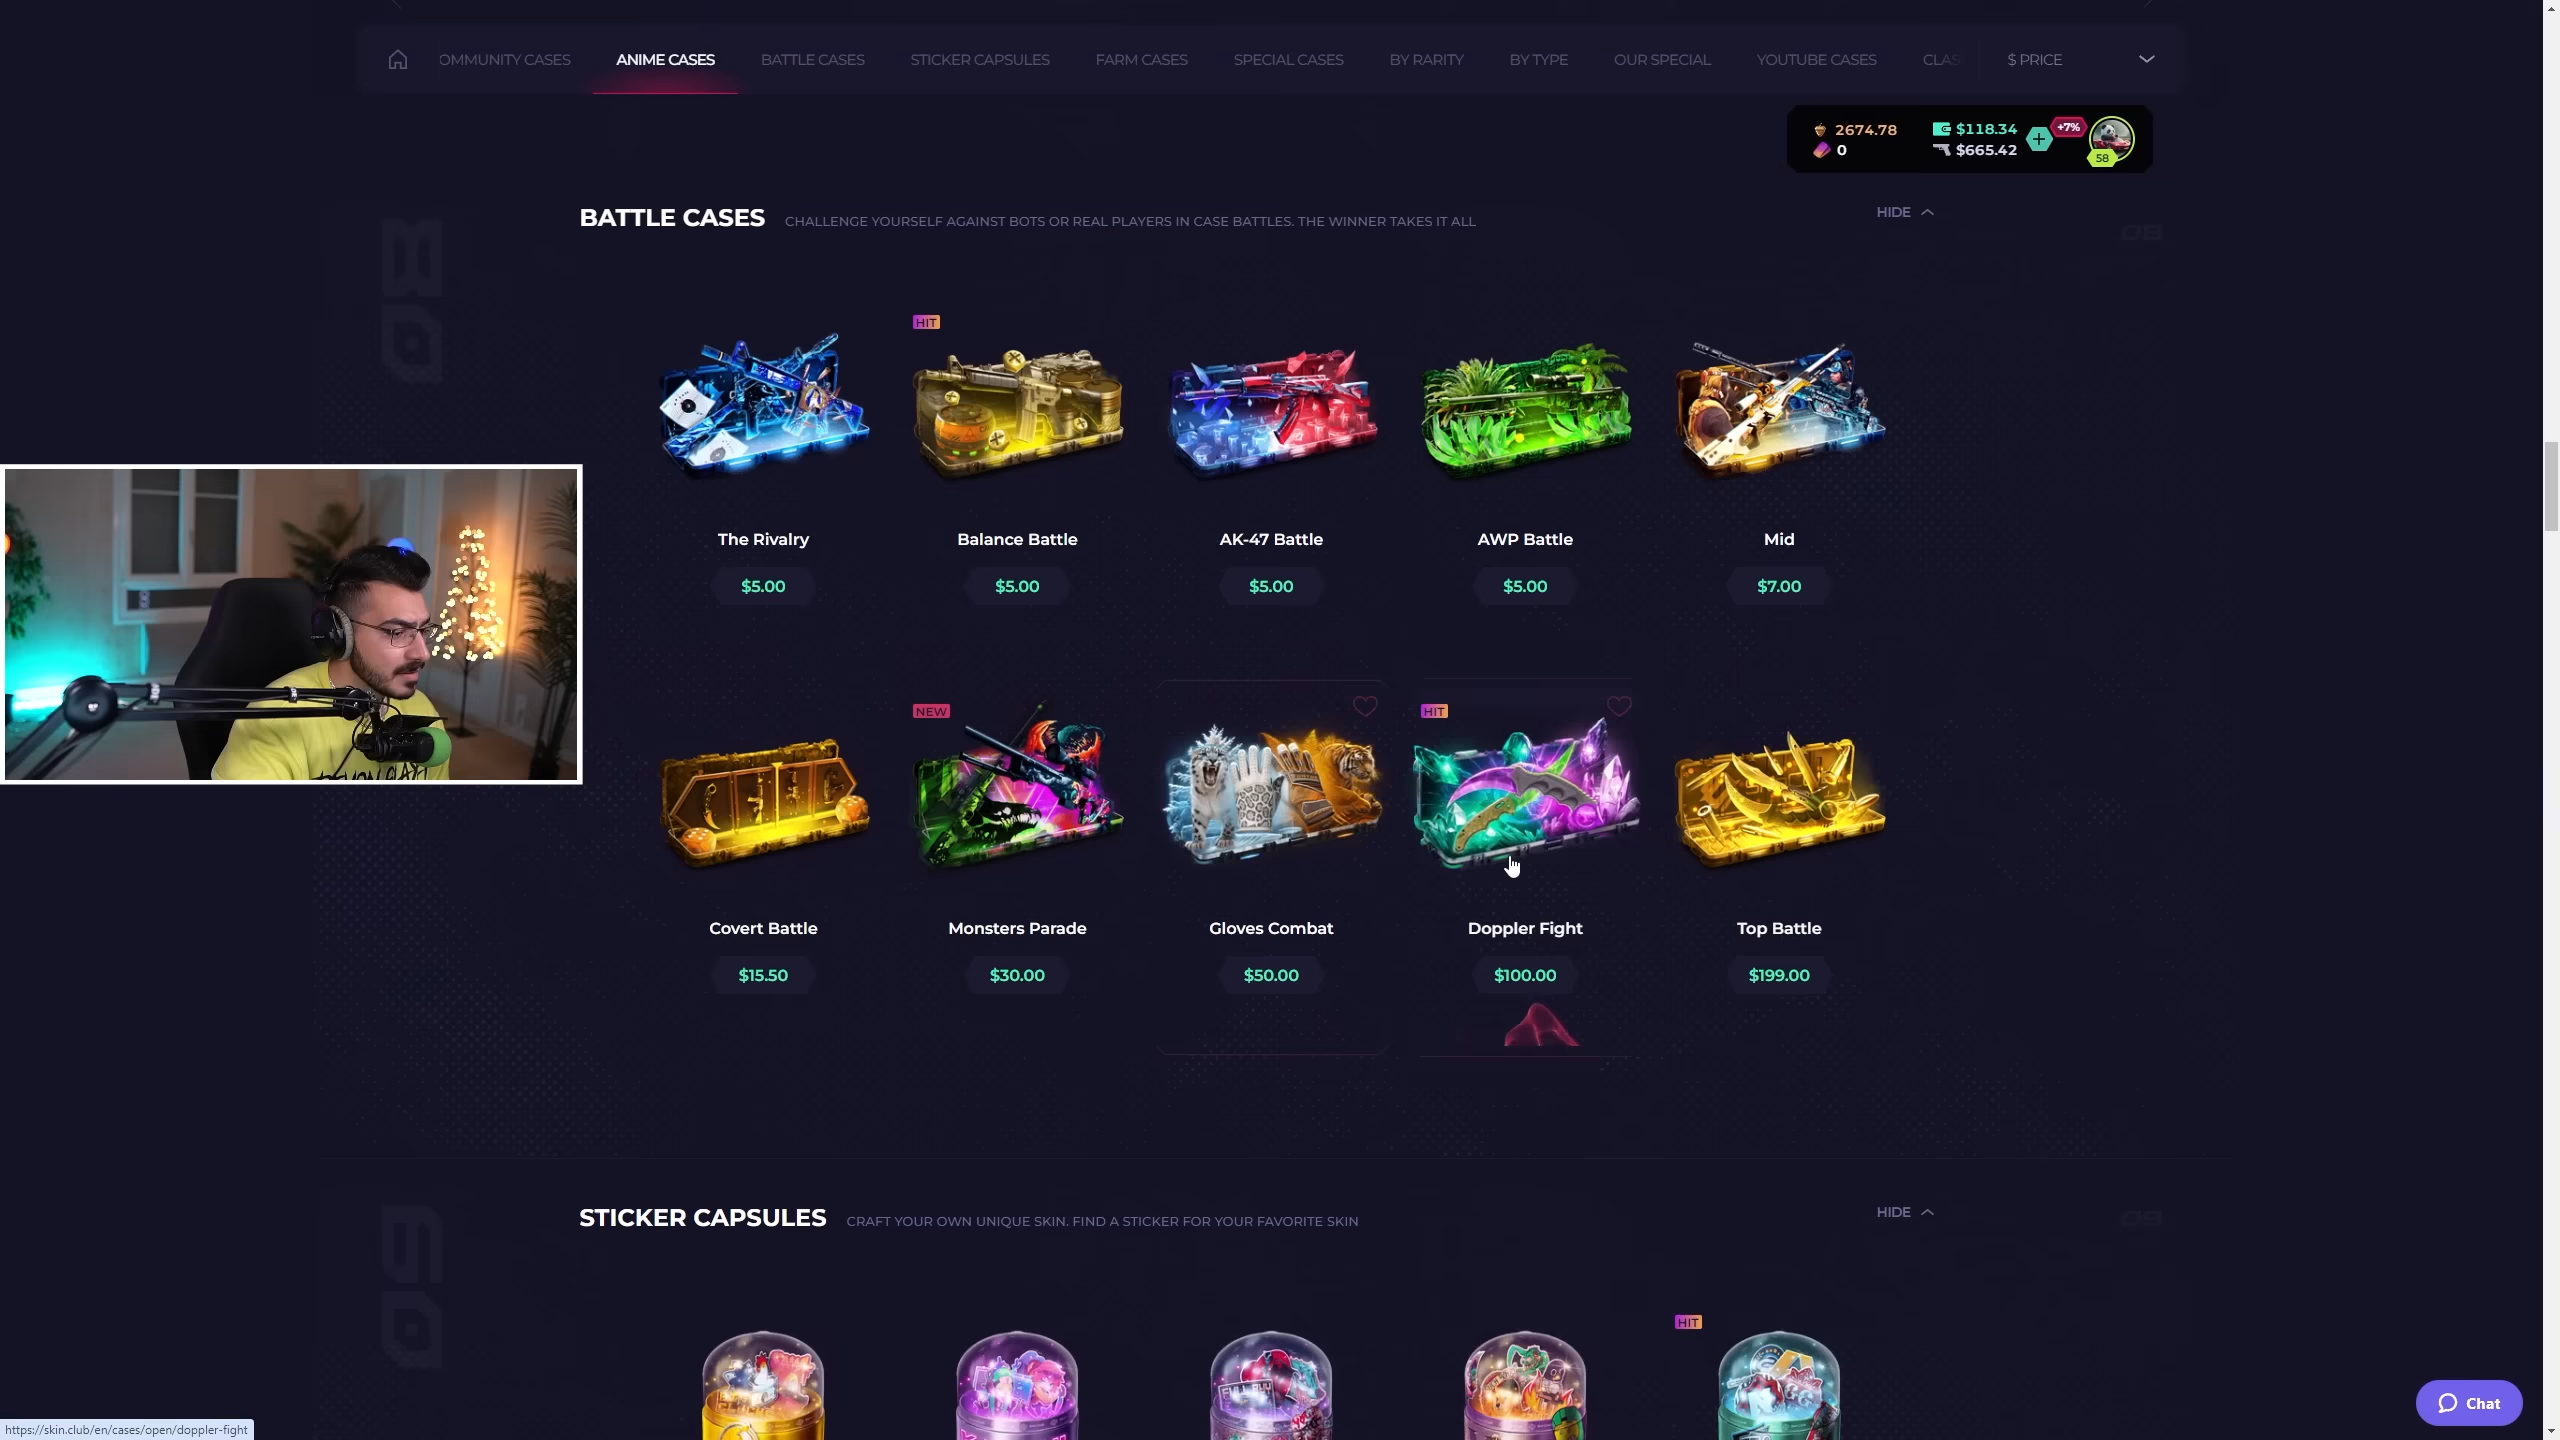 OMMUNITY CASES
ANIME CASES
BATTLE CASES
STICKER CAPSULES
FARM CASES
SPECIAL CASES
BY RARITY
BY TYPE
OUR SPECIAL
YOUTUBE CASES
CLAS
$ PRICE
2674.78
$118.34
+7%
0
$665.42
58
BATTLE CASES
CHALLENGE YOURSELF AGAINST BOTS OR REAL PLAYERS IN CASE BATTLES. THE WINNER TAKES IT ALL
HIDE
08
08
HIT
The Rivalry
Balance Battle
AK-47 Battle
AWP Battle
Mid
$5.00
$5.00
$5.00
$5.00
$7.00
NEW
HIT
Covert Battle
Monsters Parade
Gloves Combat
Doppler Fight
Top Battle
$15.50
$30.00
$50.00
$100.00
$199.00
STICKER CAPSULES
CRAFT YOUR OWN UNIQUE SKIN. FIND A STICKER FOR YOUR FAVORITE SKIN
HIDE
09
09
HIT
Chat
https://skin.club/en/cases/open/doppler-fight